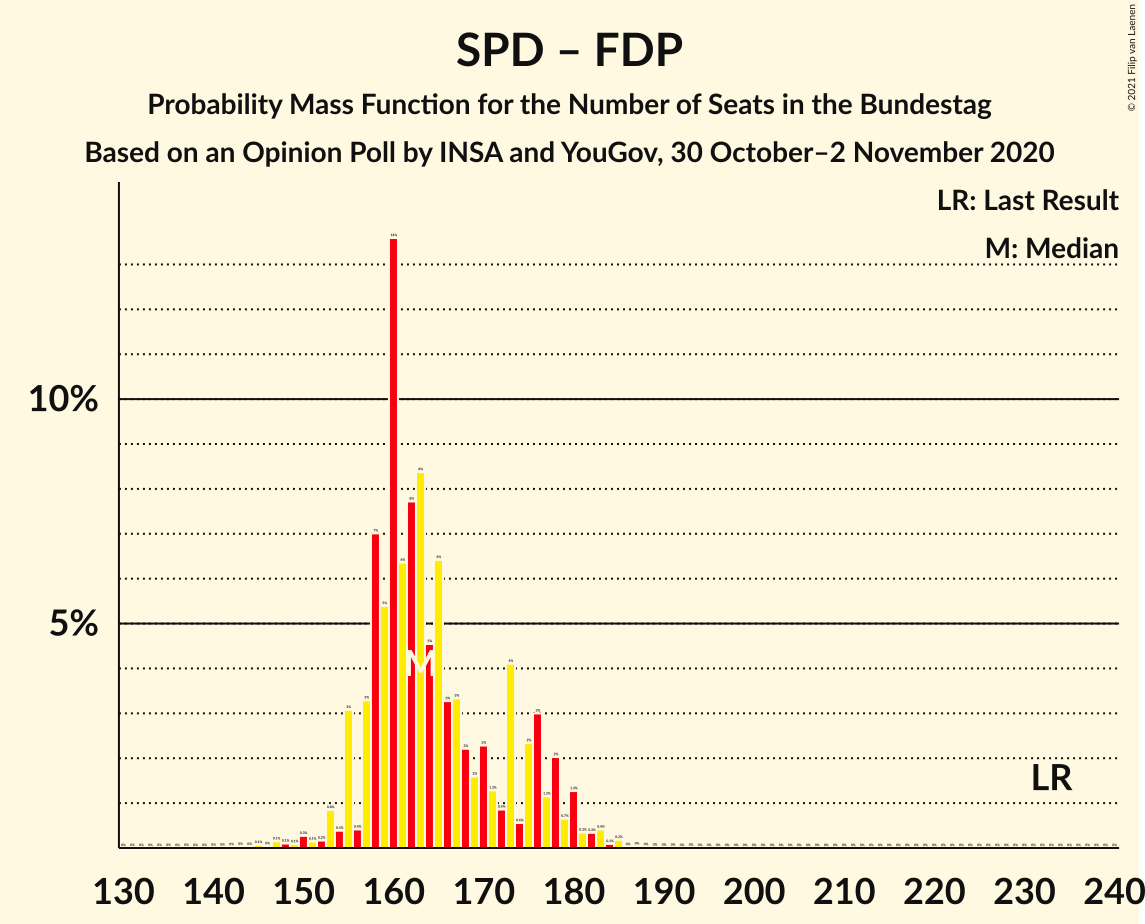 SPD – FDP
Probability Mass Function for the Number of Seats in the Bundestag
Based on an Opinion Poll by INSA and YouGov, 30 October–2 November 2020
© 2021 Filip van Laenen
LR: Last Result
M: Median
10%
5%
M
LR
130 140 150 160 170 180 190 200 210 220 230 240